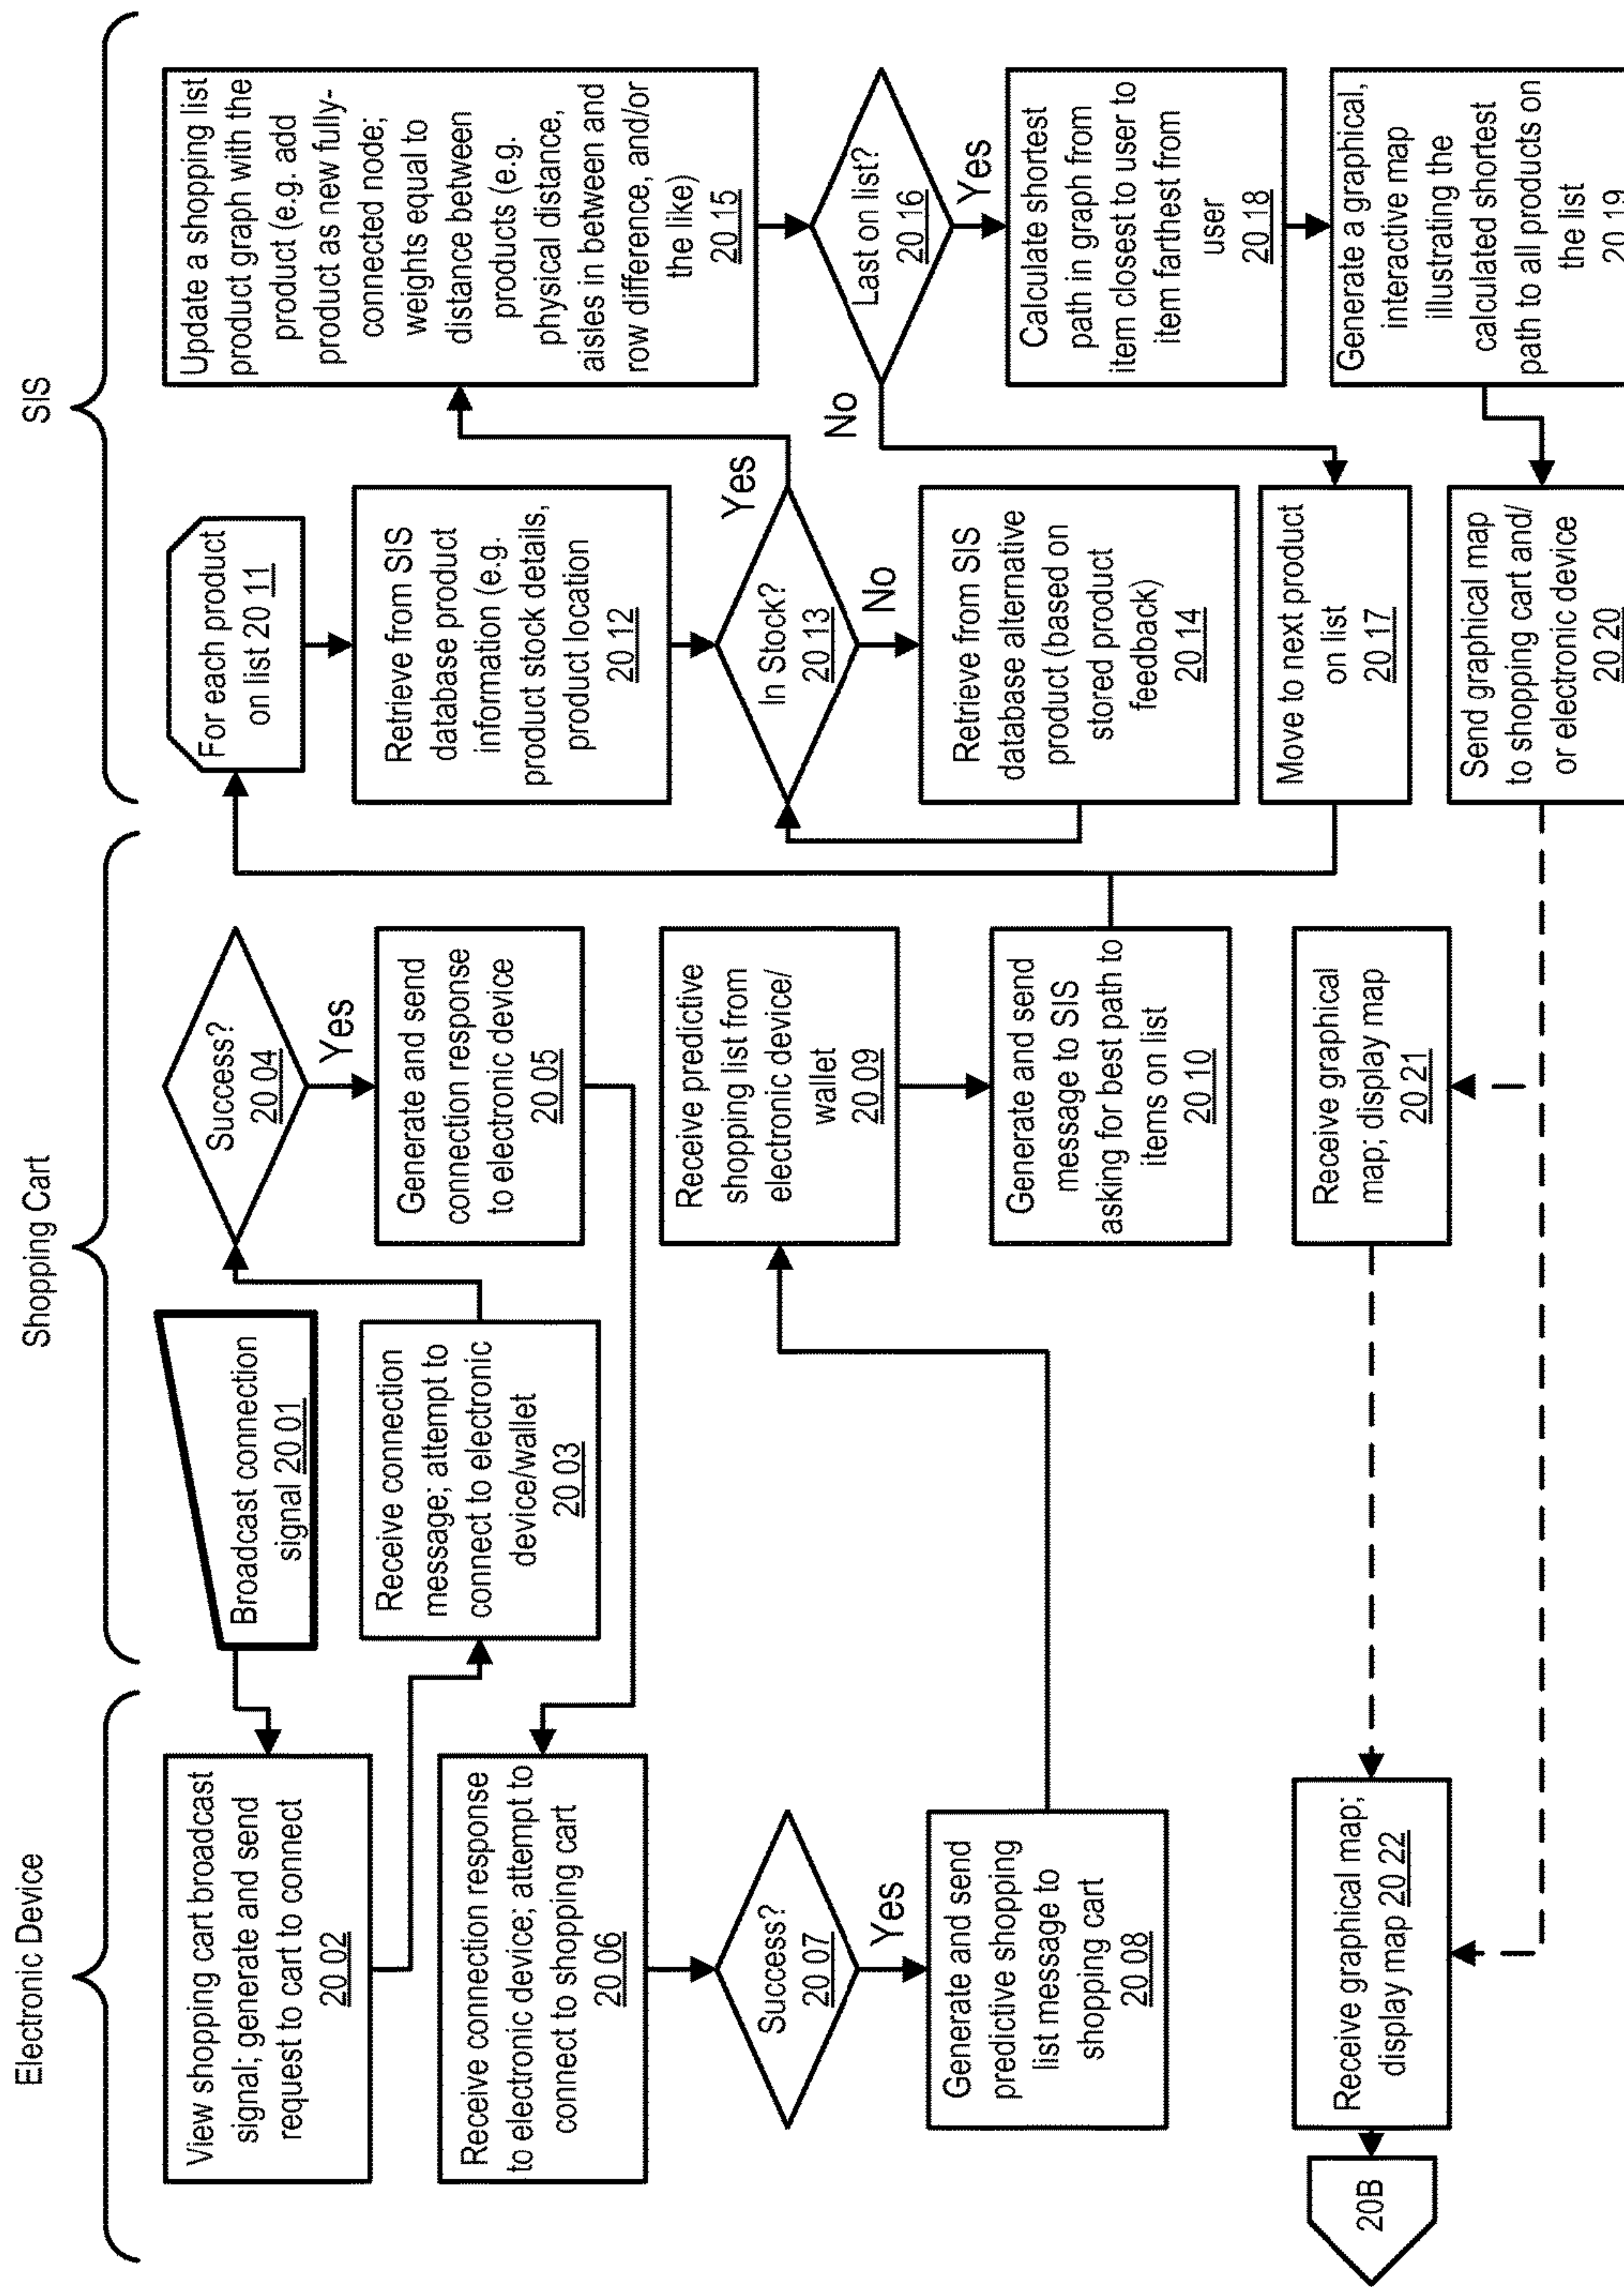 Electronic Device
View shopping cart broadcast
signal; generate and send
request to cart to connect
20 02
Receive connection response
to electronic device; attempt to
connect to shopping cart
20 06
Success?
20 07
Yes
Generate and send
predictive shopping
list message to
shopping cart
20 08
Receive graphical map;
display map 20 22
20B
Shopping Cart
Broadcast connection
signal 20 01
Receive connection
message; attempt to
connect to electronic
device/wallet
20 03
Success?
20 04
Yes
Generate and send
connection response
to electronic device
20 05
Receive predictive
shopping list from
electronic device/
wallet
20 09
Generate and send
message to SIS
asking for best path to
items on list
20 10
Receive graphical
map; display map
20 21
SIS
For each product
on list 20 11
Retrieve from SIS
database product
information (e.g.
product stock details,
product location
20 12
In Stock?
20 13
Yes
No
Retrieve from SIS
database alternative
product (based on
stored product
feedback)
20 14
Move to next product
on list
20 17
Send graphical map
to shopping cart and/
or electronic device
20 20
Update a shopping list
product graph with the
product (e.g. add
product as new fully-
connected node;
weights equal to
distance between
products (e.g.
physical distance,
aisles in between and
row difference, and/or
the like)
20 15
Last on list?
20 16
No
Yes
Calculate shortest
path in graph from
item closest to user to
item farthest from
user
20 18
Generate a graphical,
interactive map
illustrating the
calculated shortest
path to all products on
the list
20 19